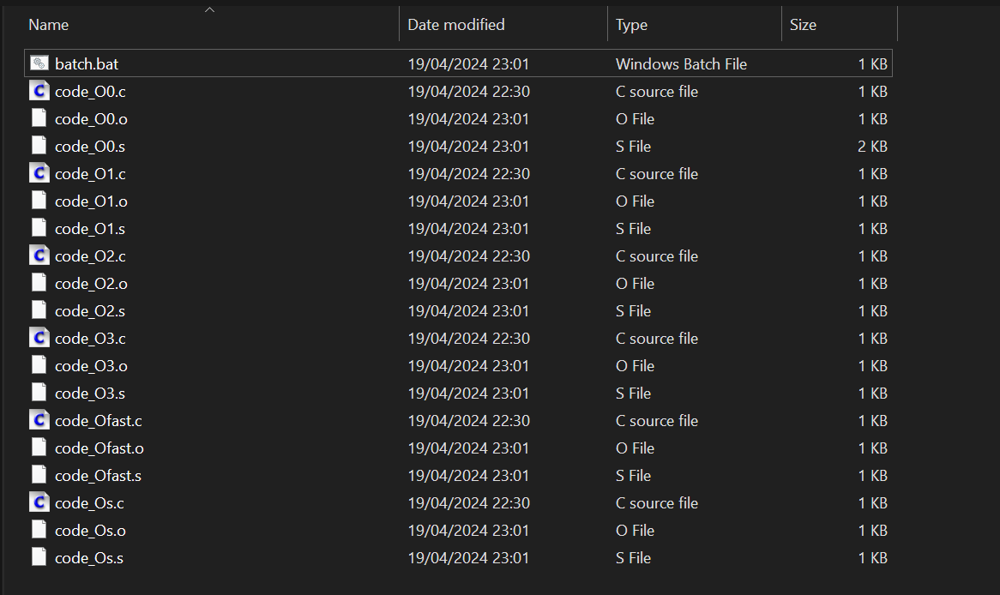 Name Date modified Type Size
batch.bat 19/04/2024 23:01 Windows Batch File 1 KB
code_O0.c 19/04/2024 22:30 C source file 1 KB
code_O0.o 19/04/2024 23:01 O File 1 KB
code_O0.s 19/04/2024 23:01 S File 2 KB
code_O1.c 19/04/2024 22:30 C source file 1 KB
code_O1.o 19/04/2024 23:01 O File 1 KB
code_O1.s 19/04/2024 23:01 S File 1 KB
code_O2.c 19/04/2024 22:30 C source file 1 KB
code_O2.o 19/04/2024 23:01 O File 1 KB
code_O2.s 19/04/2024 23:01 S File 1 KB
code_O3.c 19/04/2024 22:30 C source file 1 KB
code_O3.o 19/04/2024 23:01 O File 1 KB
code_O3.s 19/04/2024 23:01 S File 1 KB
code_Ofast.c 19/04/2024 22:30 C source file 1 KB
code_Ofast.o 19/04/2024 23:01 O File 1 KB
code_Ofast.s 19/04/2024 23:01 S File 1 KB
code_Os.c 19/04/2024 22:30 C source file 1 KB
code_Os.o 19/04/2024 23:01 O File 1 KB
code_Os.s 19/04/2024 23:01 S File 1 KB